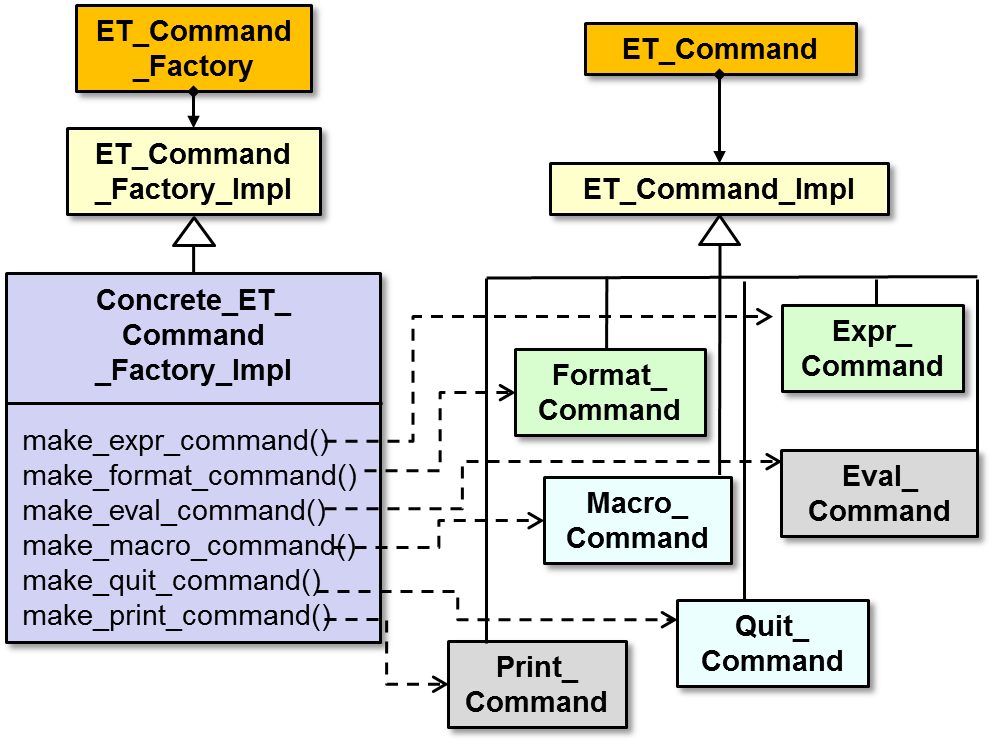 ET_Command
_Factory
ET_Command
ET_Command
_Factory_Impl
ET_Command_Impl
Concrete_ET_
Command
_Factory_Impl
make_expr_command()
make_format_command()
make_eval_command()
make_macro_command()
make_quit_command()
make_print_command()
Expr_
Command
Format_
Command
Eval_
Command
Macro_
Command
Quit_
Command
Print_
Command